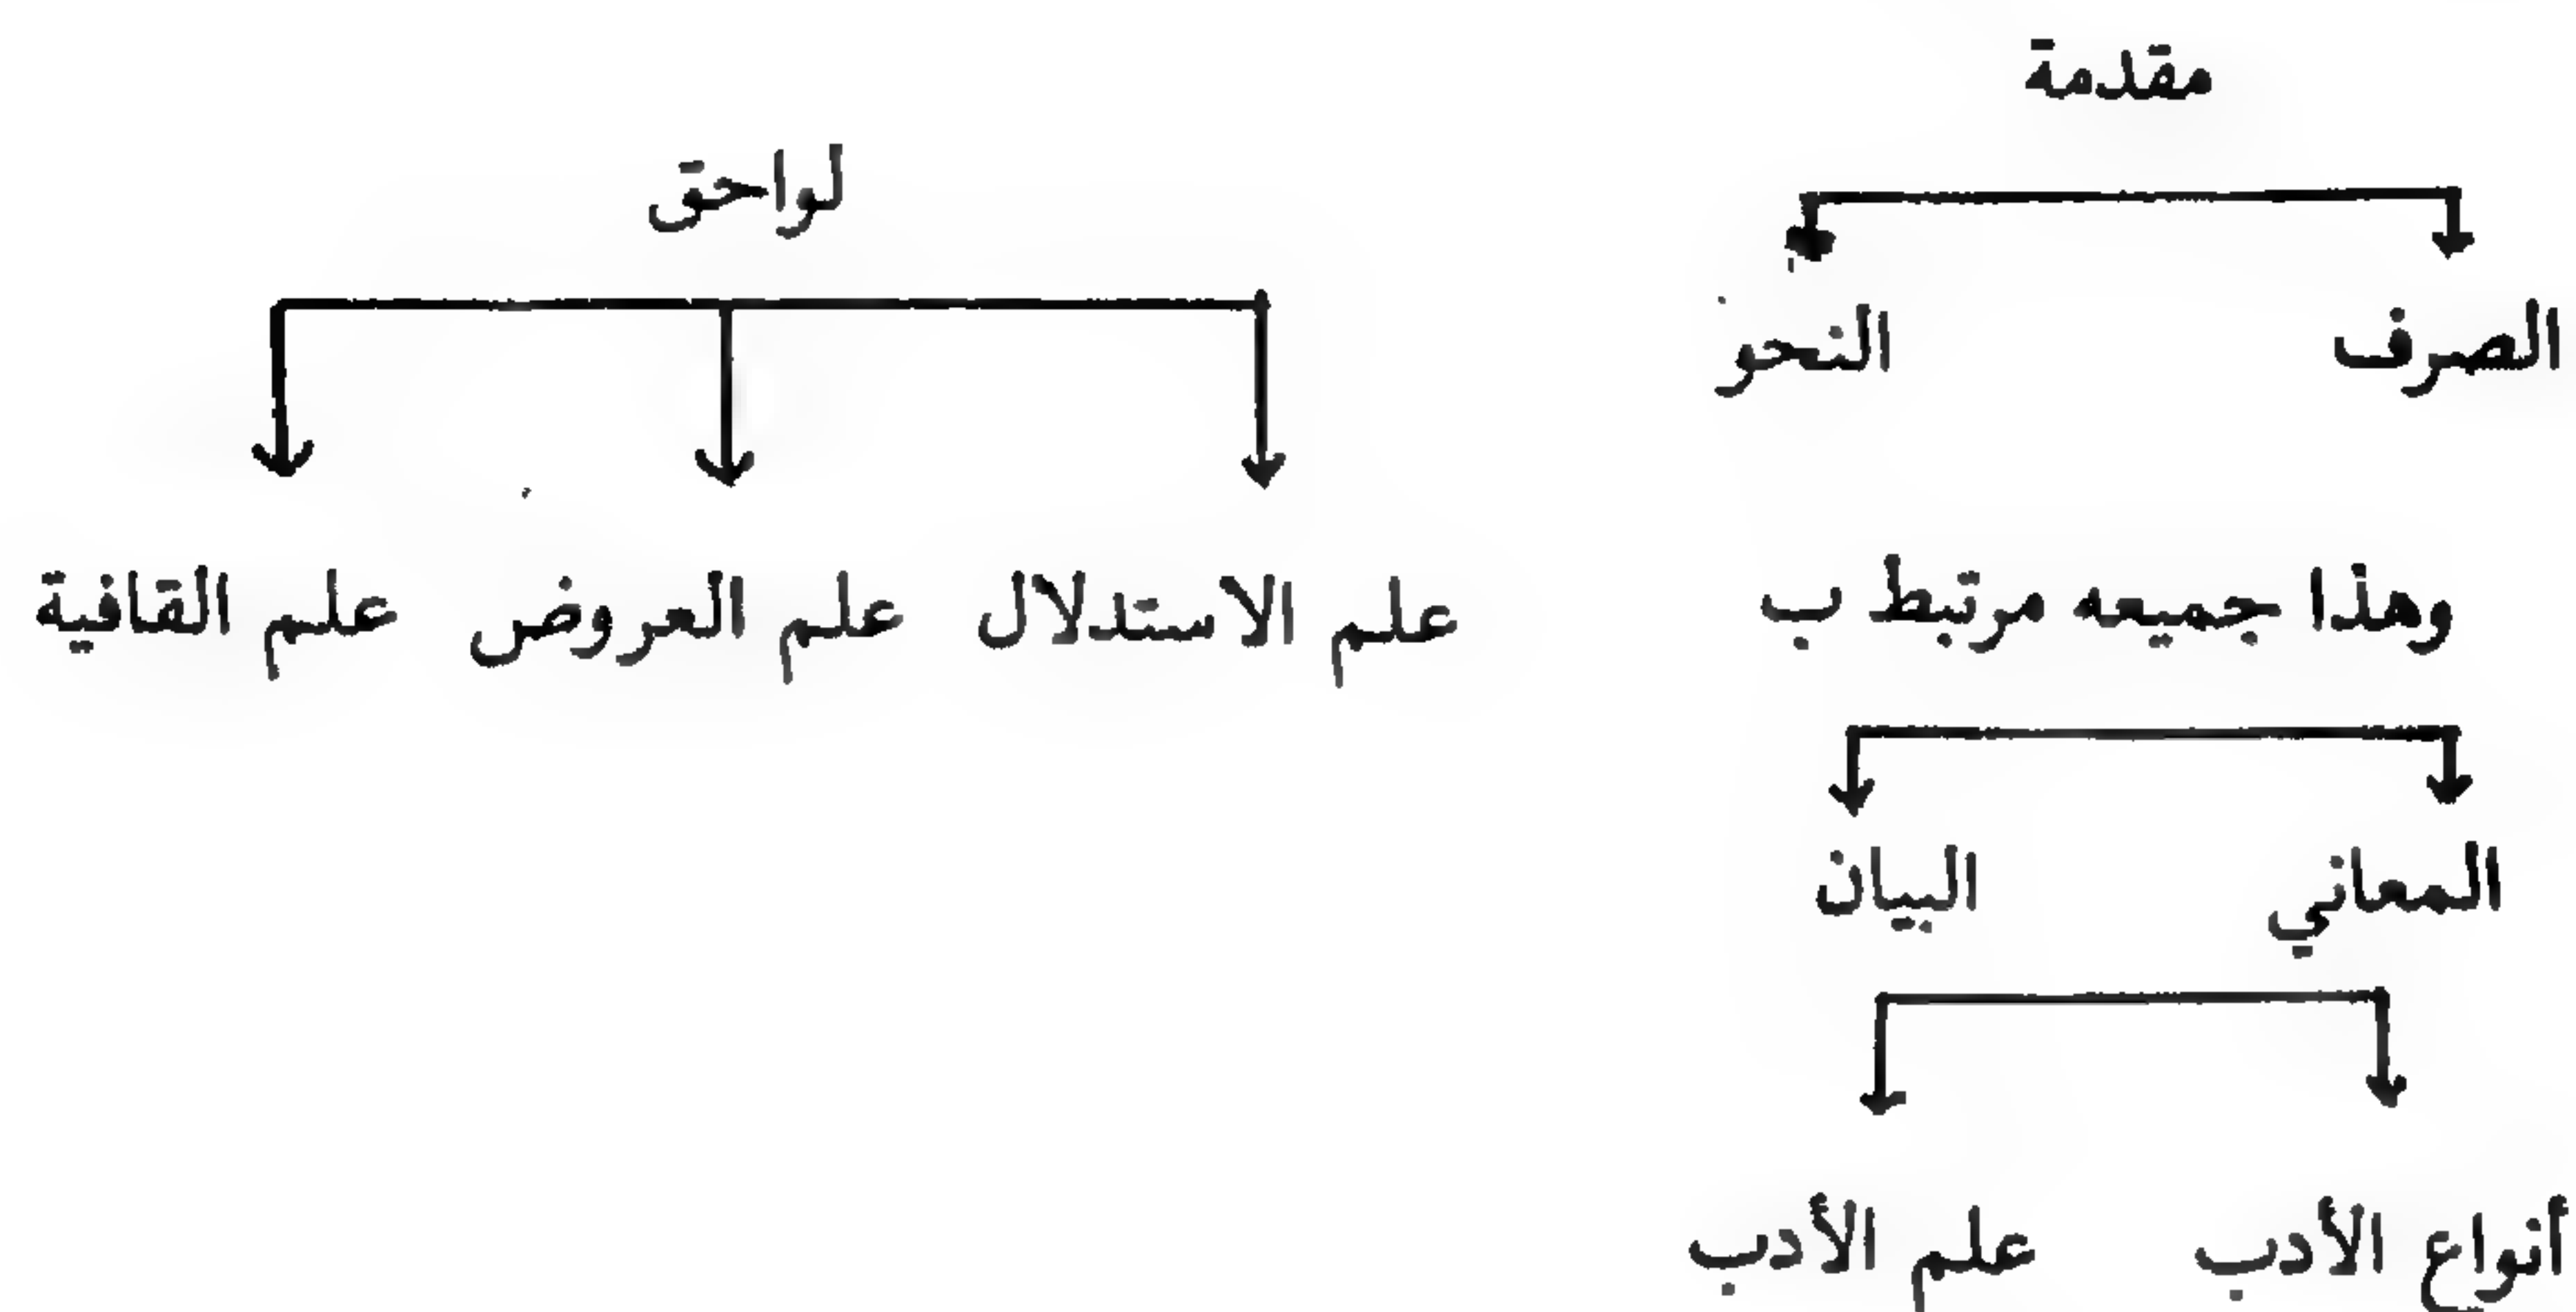 مقدمة
الصرف النحو
وهذا جميعه مرتبط ب
المعاني البيان
أنواع الأدب علم الأدب
لواحق
علم الاستدلال علم العروض علم القافية